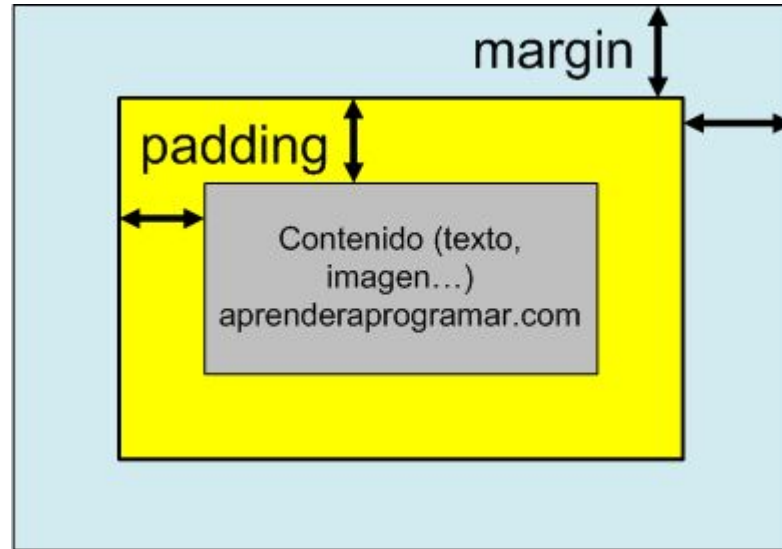 margin
padding
Contenido (texto,
imagen…)
aprenderaprogramar.com